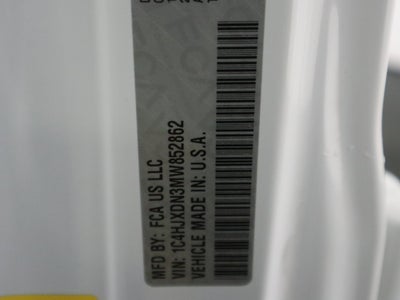 MFD BY: FCA US LLC
VIN: 1C4HJXDN3MW852862
VEHICLE MADE IN: U.S.A.